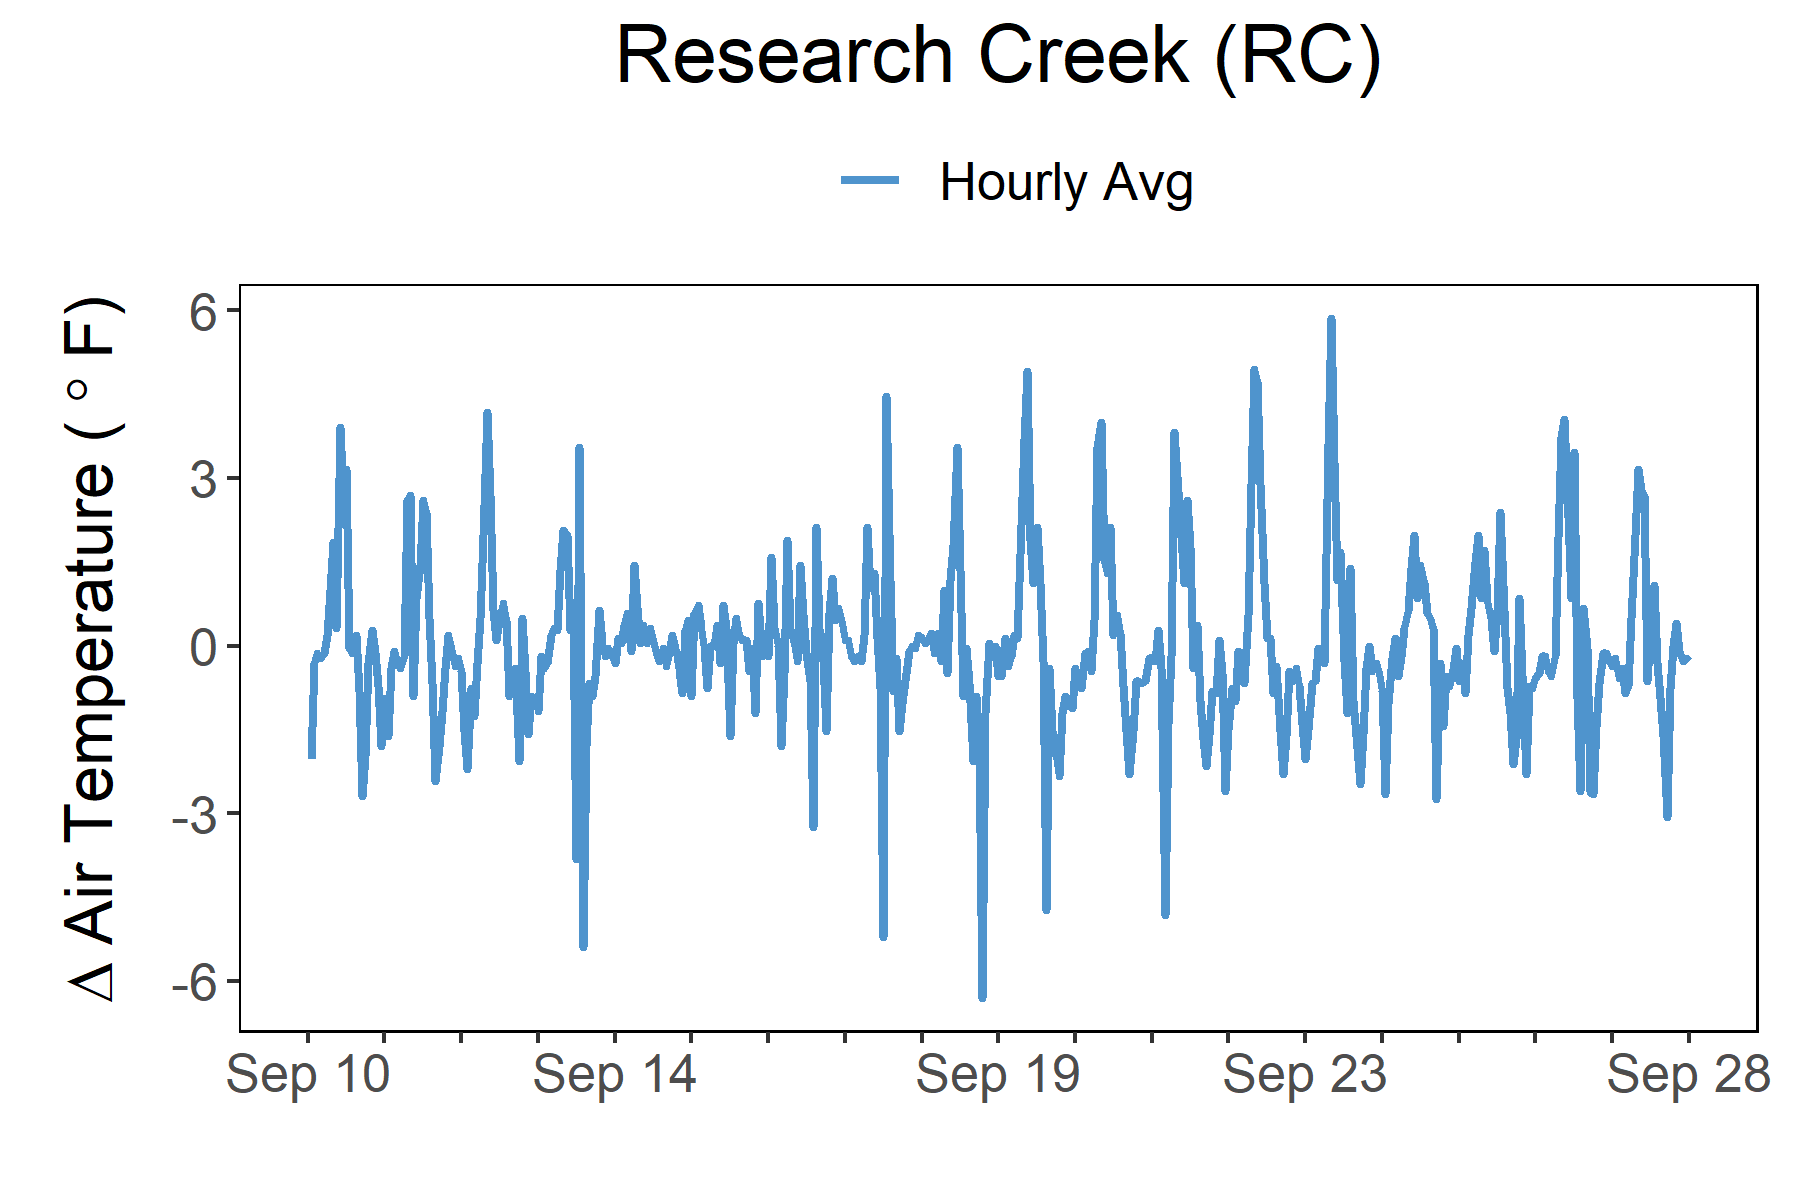 Research Creek (RC)
Hourly Avg
Δ Air Temperature ( ° F)
6
3
0
-3
-6
Sep 10
Sep 14
Sep 19
Sep 23
Sep 28